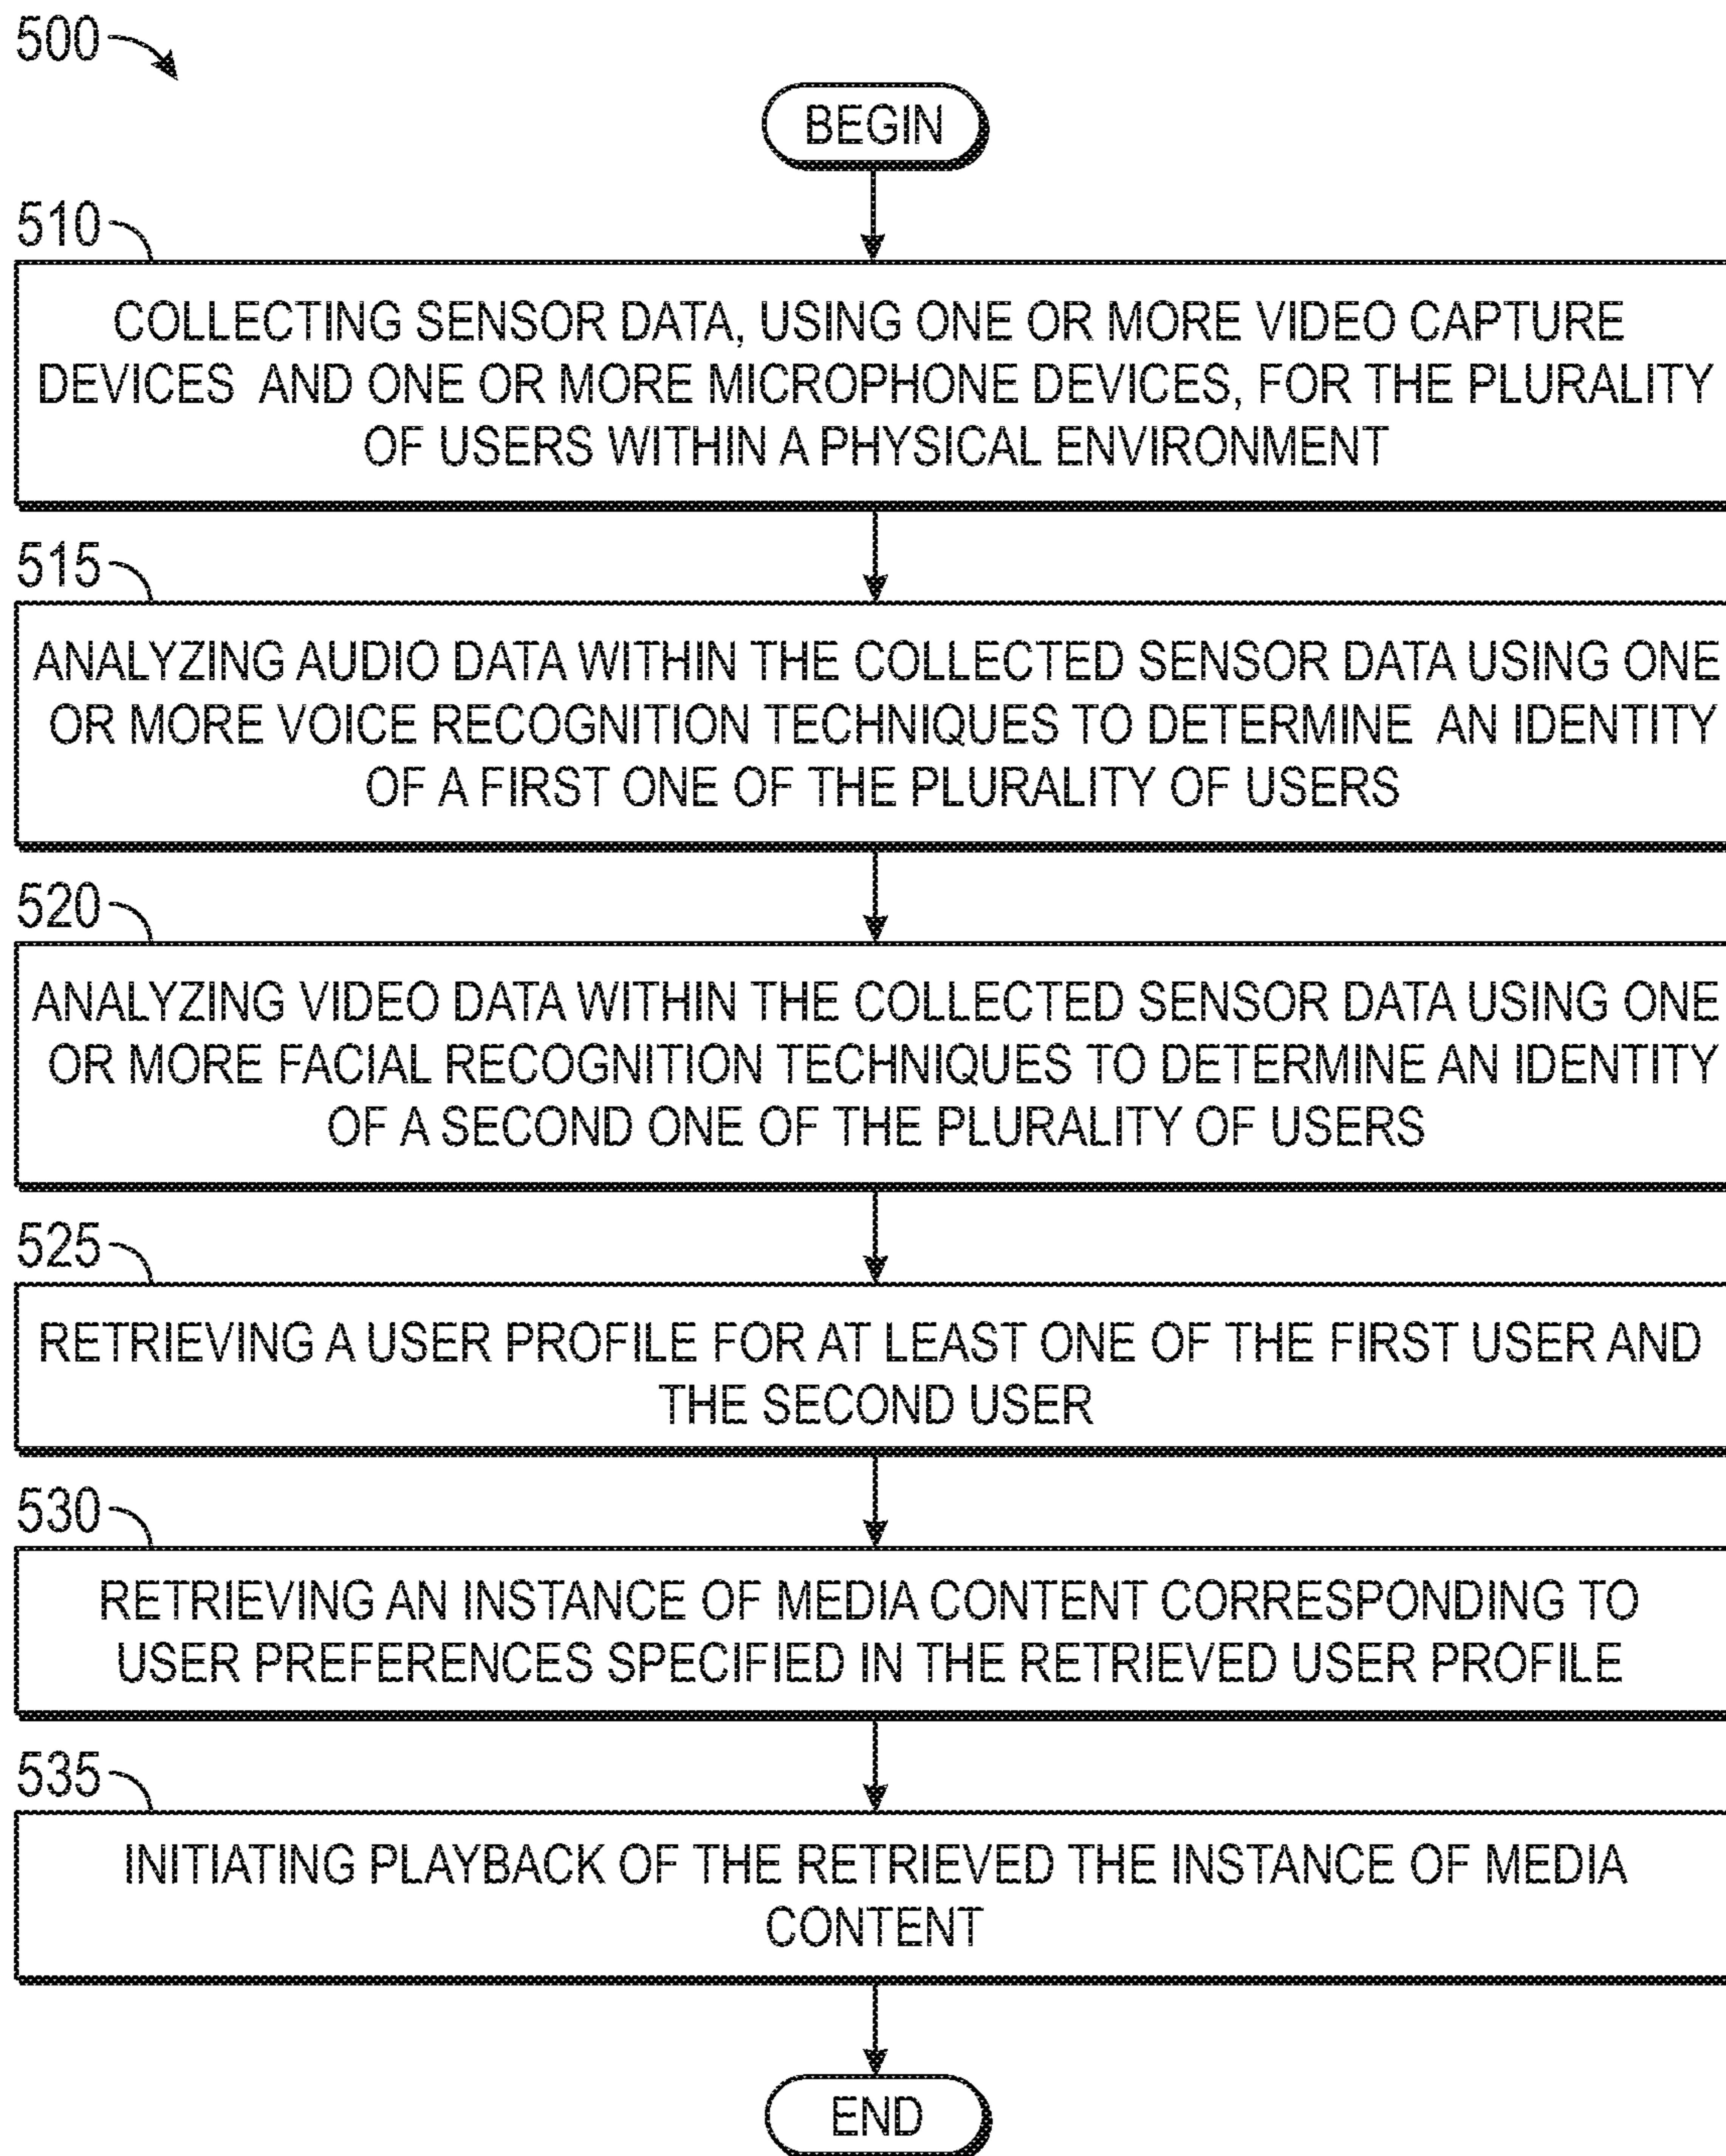 500
BEGIN
510
COLLECTING SENSOR DATA, USING ONE OR MORE VIDEO CAPTURE
DEVICES AND ONE OR MORE MICROPHONE DEVICES, FOR THE PLURALITY
OF USERS WITHIN A PHYSICAL ENVIRONMENT
515
ANALYZING AUDIO DATA WITHIN THE COLLECTED SENSOR DATA USING ONE
OR MORE VOICE RECOGNITION TECHNIQUES TO DETERMINE AN IDENTITY
OF A FIRST ONE OF THE PLURALITY OF USERS
520
ANALYZING VIDEO DATA WITHIN THE COLLECTED SENSOR DATA USING ONE
OR MORE FACIAL RECOGNITION TECHNIQUES TO DETERMINE AN IDENTITY
OF A SECOND ONE OF THE PLURALITY OF USERS
525
RETRIEVING A USER PROFILE FOR AT LEAST ONE OF THE FIRST USER AND
THE SECOND USER
530
RETRIEVING AN INSTANCE OF MEDIA CONTENT CORRESPONDING TO
USER PREFERENCES SPECIFIED IN THE RETRIEVED USER PROFILE
535
INITIATING PLAYBACK OF THE RETRIEVED THE INSTANCE OF MEDIA
CONTENT
END